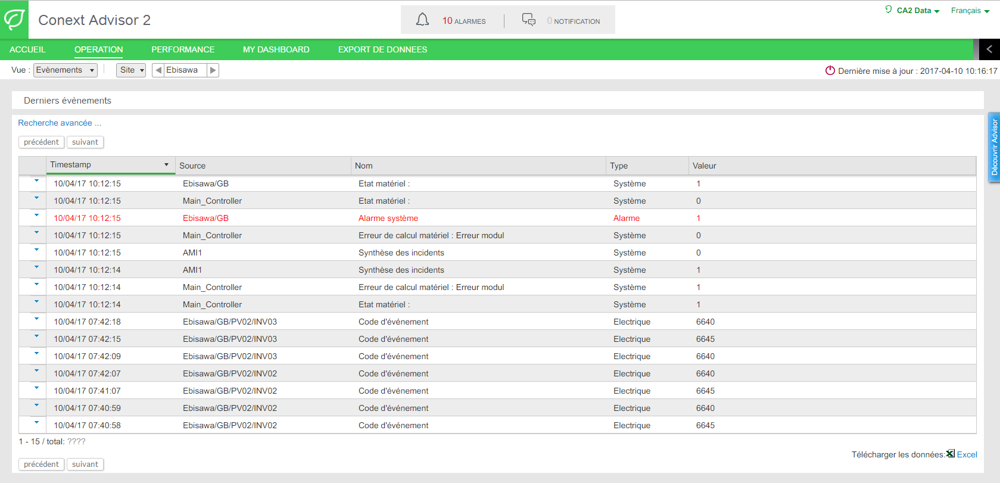 Conext Advisor 2
10 ALARMES
0 NOTIFICATION
CA2 Data
Français
ACCUEIL OPERATION PERFORMANCE MY DASHBOARD EXPORT DE DONNEES
Vue : Evènements Site Ebisawa
Dernière mise à jour : 2017-04-10 10:16:17
Derniers évènements
Découvrir Advisor
Recherche avancée ...
précédent suivant
Timestamp Source Nom Type Valeur
10/04/17 10:12:15 Ebisawa/GB Etat matériel : Système 1
10/04/17 10:12:15 Main_Controller Etat matériel : Système 0
10/04/17 10:12:15 Ebisawa/GB Alarme système Alarme 1
10/04/17 10:12:15 Main_Controller Erreur de calcul matériel : Erreur modul Système 0
10/04/17 10:12:15 AMI1 Synthèse des incidents Système 0
10/04/17 10:12:14 AMI1 Synthèse des incidents Système 1
10/04/17 10:12:14 Main_Controller Erreur de calcul matériel : Erreur modul Système 1
10/04/17 10:12:14 Main_Controller Etat matériel : Système 1
10/04/17 07:42:18 Ebisawa/GB/PV02/INV03 Code d'événement Electrique 6640
10/04/17 07:42:15 Ebisawa/GB/PV02/INV03 Code d'événement Electrique 6645
10/04/17 07:42:09 Ebisawa/GB/PV02/INV03 Code d'événement Electrique 6640
10/04/17 07:42:07 Ebisawa/GB/PV02/INV02 Code d'événement Electrique 6640
10/04/17 07:41:07 Ebisawa/GB/PV02/INV02 Code d'événement Electrique 6645
10/04/17 07:40:59 Ebisawa/GB/PV02/INV02 Code d'événement Electrique 6640
10/04/17 07:40:58 Ebisawa/GB/PV02/INV02 Code d'événement Electrique 6645
1 - 15 / total: ????
Télécharger les données: Excel
précédent suivant